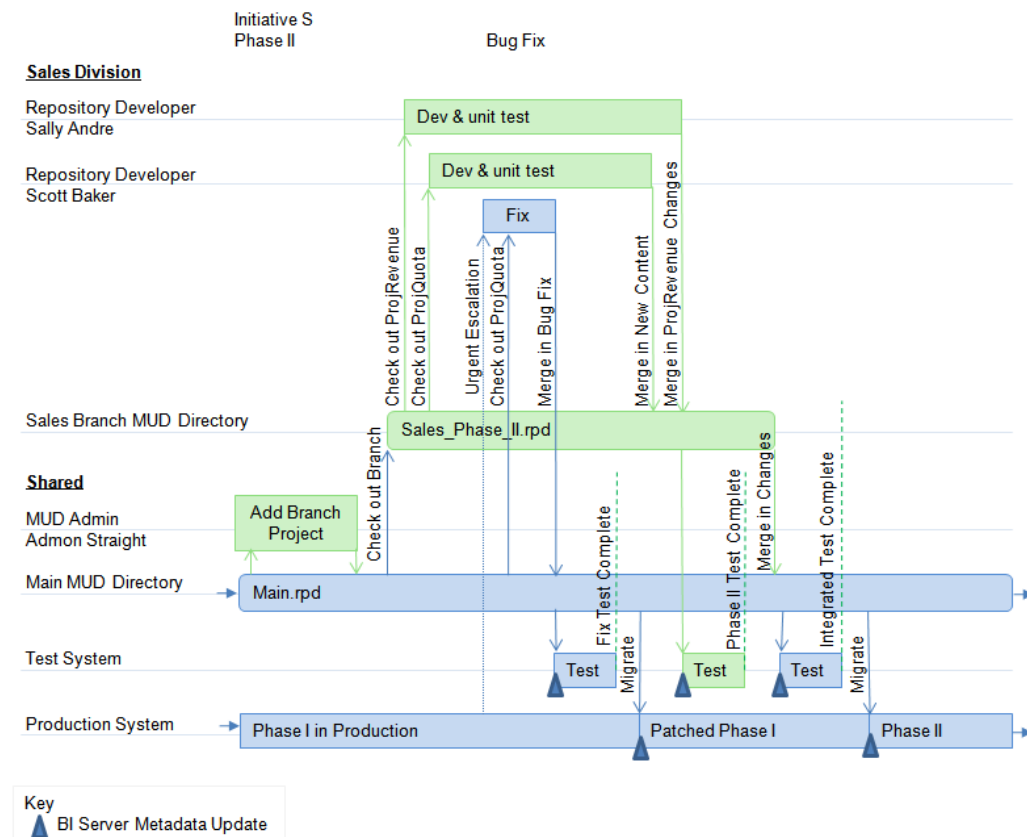 Initiative S
Phase II
Bug Fix
Sales Division
Repository Developer
Sally Andre
Dev & unit test
Repository Developer
Scott Baker
Dev & unit test
Fix
Check out ProjRevenue
Check out ProjQuota
Urgent Escalation
Check out ProjQuota
Merge in Bug Fix
Merge in New Content
Merge in ProjRevenue Changes
Sales Branch MUD Directory
Sales_Phase_II.rpd
Shared
MUD Admin
Admon Straight
Add Branch
Project
Check out Branch
Fix Test Complete
Phase II Test Complete
Merge in Changes
Integrated Test Complete
Main MUD Directory
Main.rpd
Test System
Test
Migrate
Test
Test
Migrate
Production System
Phase I in Production
Patched Phase I
Phase II
Key
BI Server Metadata Update